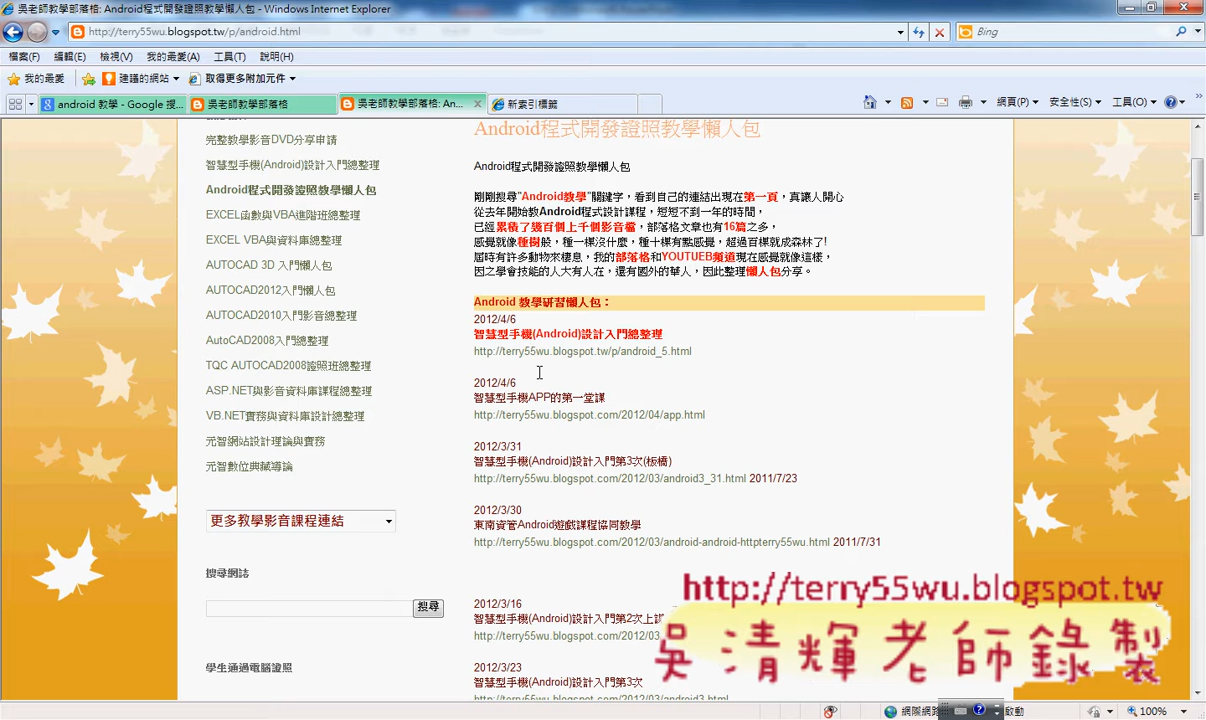 吳老師教學部落格: Android程式開發證照教學懶人包 - Windows Internet Explorer
http://terry55wu.blogspot.tw/p/android.html
Bing
檔案(F) 編輯(E) 檢視(V) 我的最愛(A) 工具(T) 說明(H)
我的最愛 建議的網站 取得更多附加元件
android 教學 - Google 搜... 吳老師教學部落格 吳老師教學部落格: An... 新索引標籤
網頁(P) 安全性(S) 工具(O)
完整教學影音DVD分享申請
智慧型手機(Android)設計入門總整理
Android程式開發證照教學懶人包
EXCEL函數與VBA進階班總整理
EXCEL VBA與資料庫總整理
AUTOCAD 3D 入門懶人包
AUTOCAD2012入門懶人包
AUTOCAD2010入門影音總整理
AutoCAD2008入門總整理
TQC AUTOCAD2008證照班總整理
ASP.NET與影音資料庫課程總整理
VB.NET實務與資料庫設計總整理
元智網站設計理論與實務
元智數位典藏導論
更多教學影音課程連結
搜尋網誌
搜尋
學生通過電腦證照
Android程式開發證照教學懶人包
Android程式開發證照教學懶人包
剛剛搜尋"Android教學"關鍵字，看到自己的連結出現在第一頁，真讓人開心
從去年開始教Android程式設計課程，短短不到一年的時間，
已經累積了幾百個上千個影音檔，部落格文章也有16篇之多，
感覺就像種樹般，種一棵沒什麼，種十棵有點感覺，超過百棵就成森林了!
屆時有許多動物來棲息，我的部落格和YOUTUEB頻道現在感覺就像這樣，
因之學會技能的人大有人在，還有國外的華人，因此整理懶人包分享。
Android 教學研習懶人包：
2012/4/6
智慧型手機(Android)設計入門總整理
http://terry55wu.blogspot.tw/p/android_5.html
2012/4/6
智慧型手機APP的第一堂課
http://terry55wu.blogspot.com/2012/04/app.html
2012/3/31
智慧型手機(Android)設計入門第3次(板橋)
http://terry55wu.blogspot.com/2012/03/android3_31.html 2011/7/23
2012/3/30
東南資管Android遊戲課程協同教學
http://terry55wu.blogspot.com/2012/03/android-android-httpterry55wu.html 2011/7/31
2012/3/16
智慧型手機(Android)設計入門第2次上課
http://terry55wu.blogspot.com/2012/03
2012/3/23
智慧型手機(Android)設計入門第3次
http://terry55wu.blogspot.com/2012/03/android3.html
http://terry55wu.blogspot.tw
吳清輝老師錄製
網際網路
啟動
100%